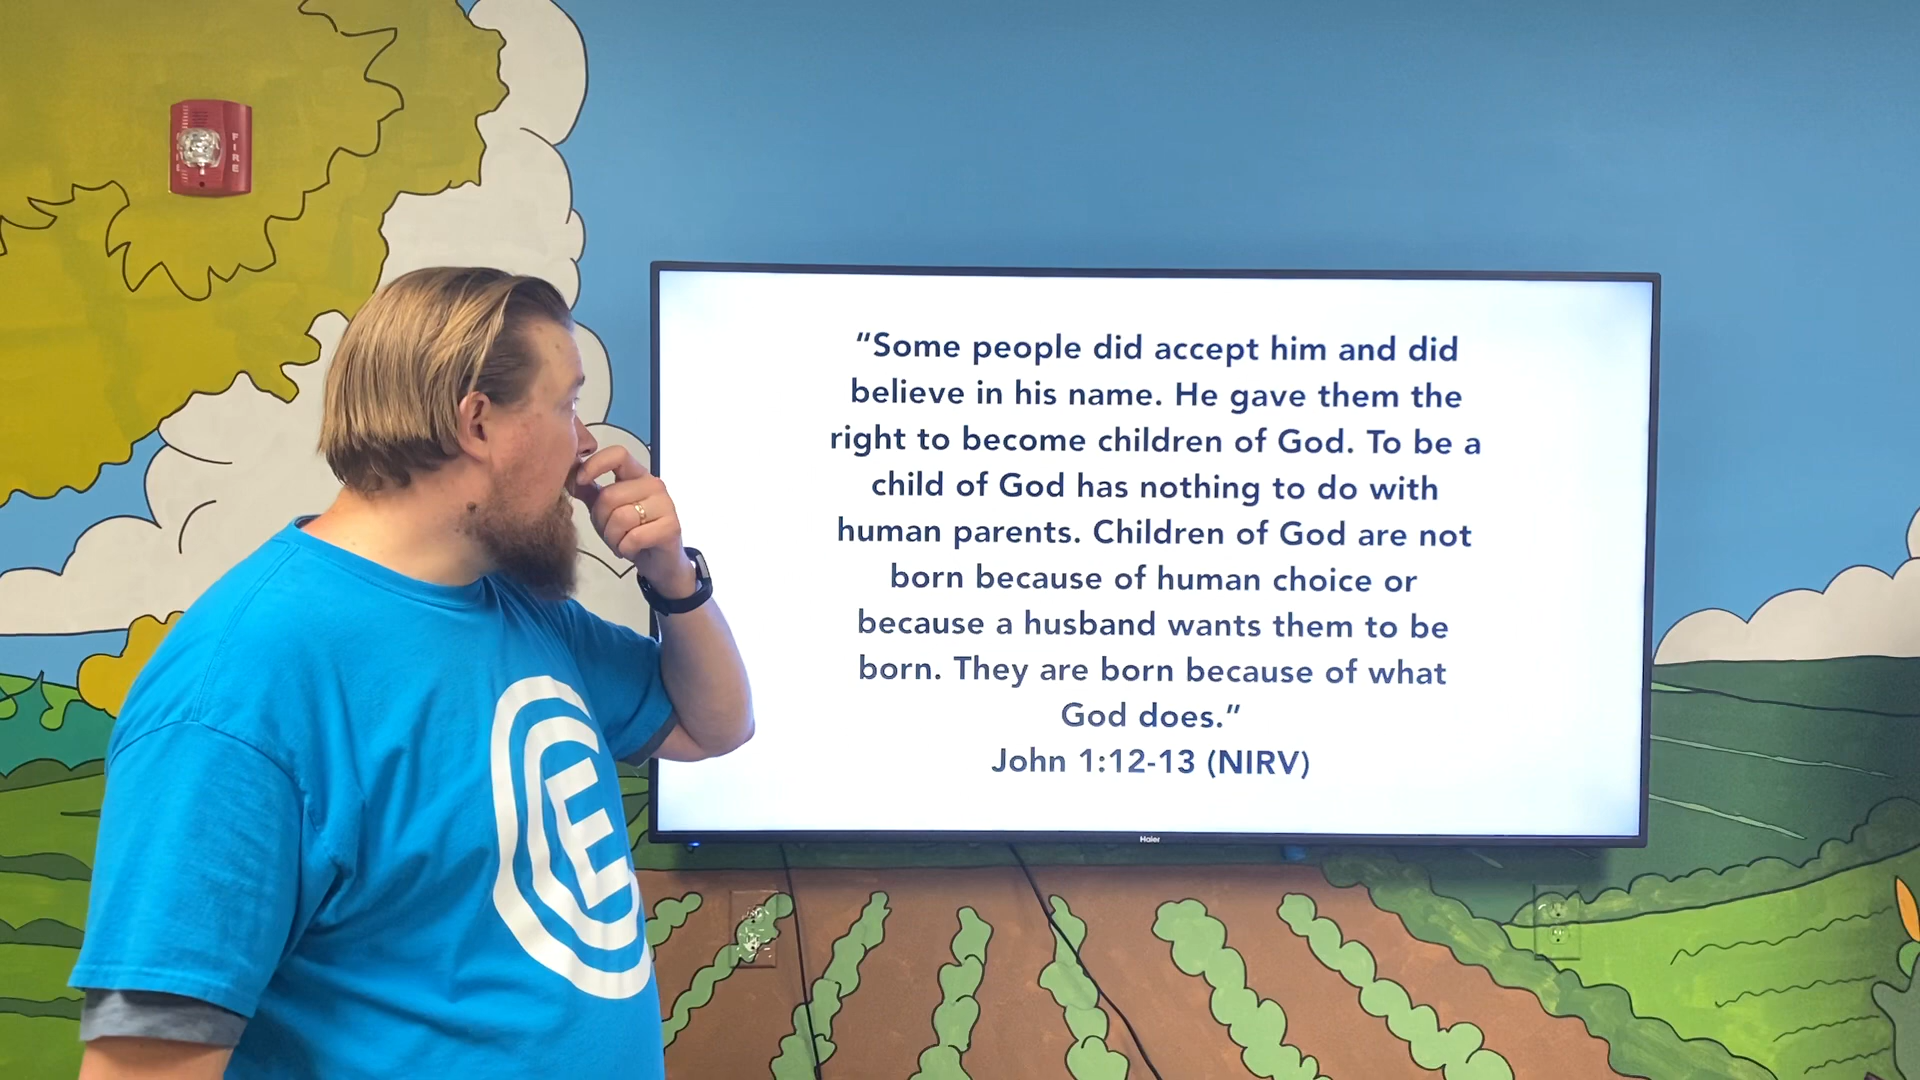 FIRE
FIRE
“Some people did accept him and did
believe in his name. He gave them the
right to become children of God. To be a
child of God has nothing to do with
human parents. Children of God are not
born because of human choice or
because a husband wants them to be
born. They are born because of what
God does.”
John 1:12-13 (NIRV)
Haier
E